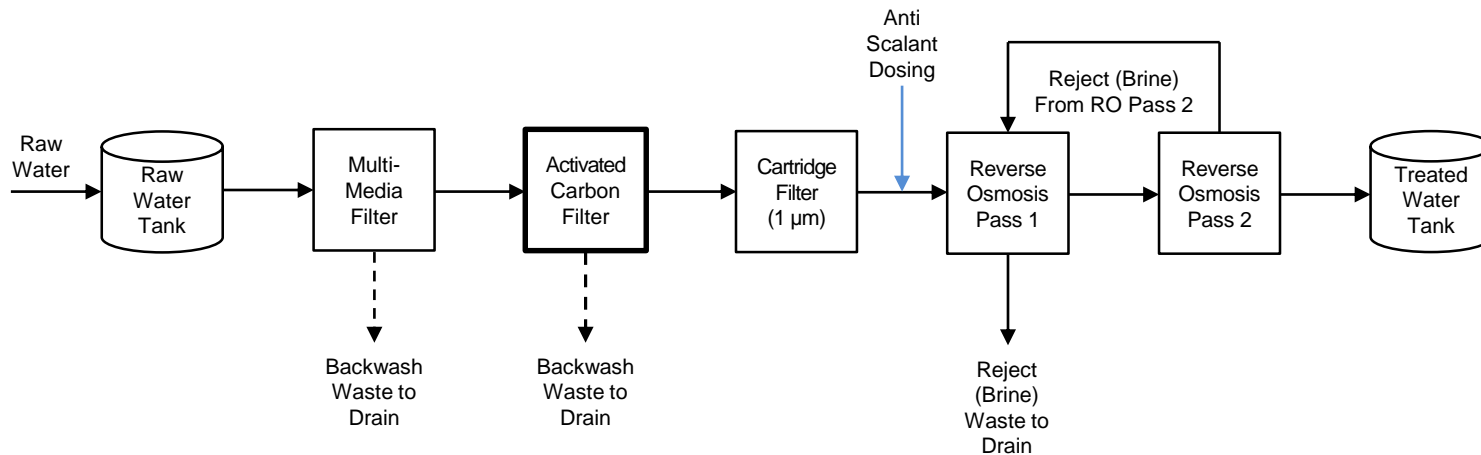 Raw
Water
Raw
Water
Tank
Multi-
Media
Filter
Backwash
Waste to
Drain
Activated
Carbon
Filter
Backwash
Waste to
Drain
Cartridge
Filter
(1 µm)
Anti
Scalant
Dosing
Reverse
Osmosis
Pass 1
Reject (Brine)
From RO Pass 2
Reject
(Brine)
Waste to
Drain
Reverse
Osmosis
Pass 2
Treated
Water
Tank